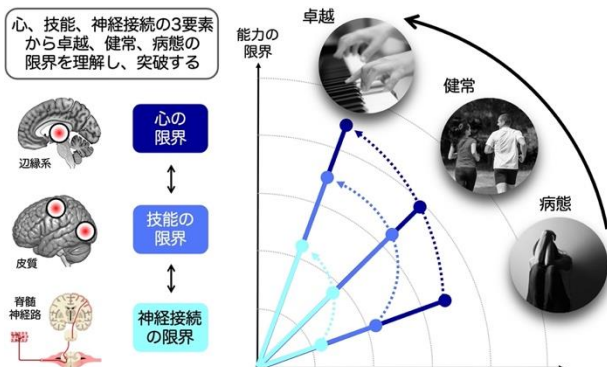 心、技能、神経接続の3要素
から卓越、健常、病態の
限界を理解し、突破する
辺縁系
心の
限界
皮質
技能の
限界
脊髄
神経路
神経接続
の限界
能力の
限界
卓越
健常
病態